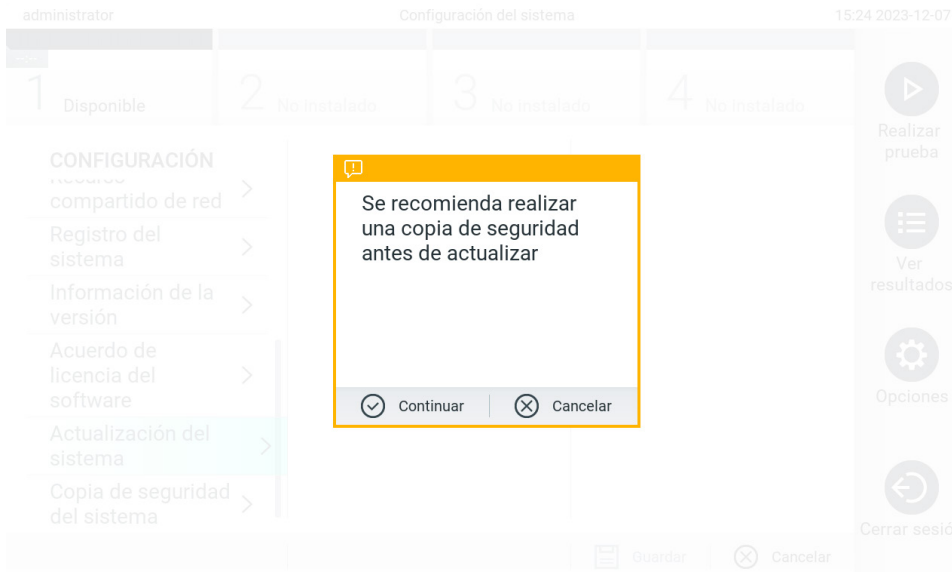 administrator
Configuración del sistema
15:24 2023-12-07
1
Disponible
2
No instalado
3
No instalado
4
No instalado
CONFIGURACIÓN
compartido de red
Registro del
sistema
Información de la
versión
Acuerdo de
licencia del
software
Actualización del
sistema
Copia de seguridad
del sistema
Se recomienda realizar
una copia de seguridad
antes de actualizar
Continuar
Cancelar
Realizar
prueba
Ver
resultados
Opciones
Cerrar sesió
Guardar
Cancelar